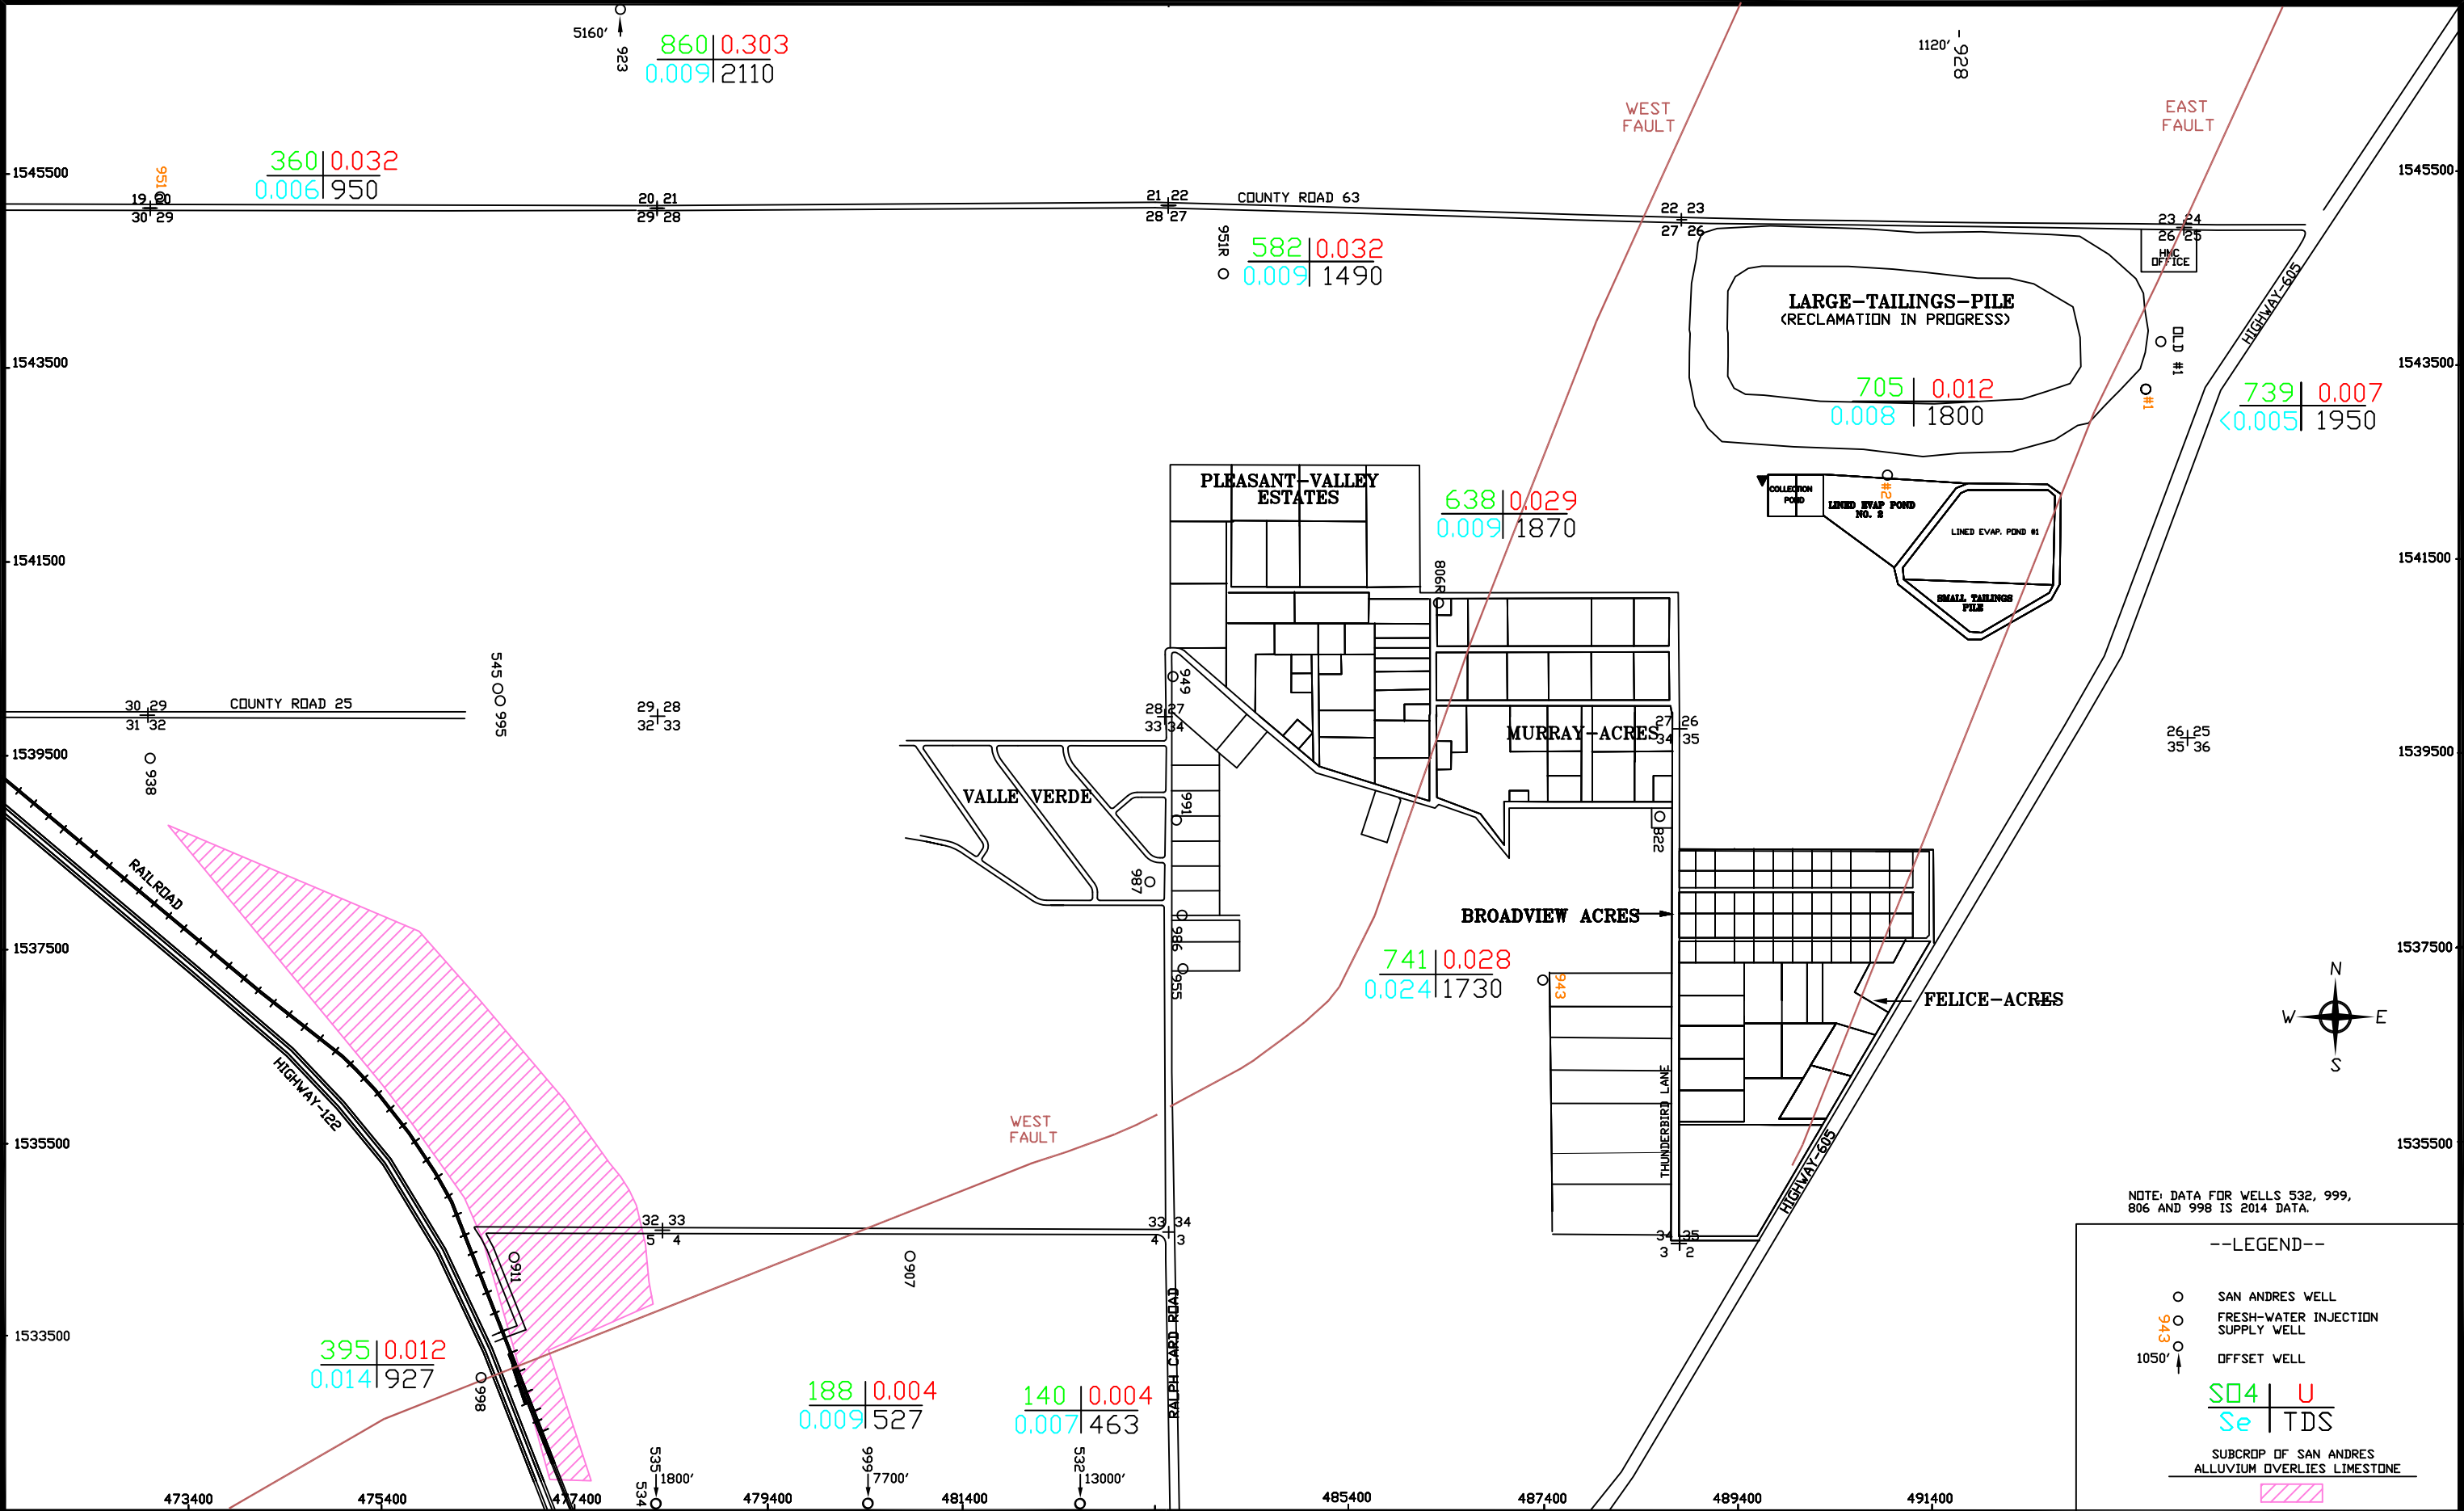 5160'
923
860 0.303
0.009 2110
1120'
928
WEST
FAULT
EAST
FAULT
360 0.032
0.006 950
951
1545500
1545500
19 20
30 29
20 21
29 28
21 22
28 27
COUNTY ROAD 63
22 23
27 26
23 24
26 25
HMC
OFFICE
951R
582 0.032
0.009 1490
LARGE-TAILINGS-PILE
(RECLAMATION IN PROGRESS)
HIGHWAY-605
OLD #1
1543500
1543500
705 0.012
0.008 1800
#1
739 0.007
<0.005 1950
PLEASANT-VALLEY
ESTATES
638 0.029
0.009 1870
COLLECTION
POND
#2
LINED EVAP POND
NO. 2
LINED EVAP. POND #1
1541500
1541500
806R
SMALL TAILINGS
PILE
545
995
949
30 29
31 32
COUNTY ROAD 25
29 28
32 33
28 27
33 34
MURRAY-ACRES
27 26
34 35
26 25
35 36
1539500
1539500
938
VALLE VERDE
991
822
RAILROAD
987
BROADVIEW ACRES
986
1537500
1537500
741 0.028
0.024 1730
955
943
FELICE-ACRES
N
W E
S
HIGHWAY-122
WEST
FAULT
THUNDERBIRD LANE
1535500
1535500
HIGHWAY-605
NOTE: DATA FOR WELLS 532, 999,
806 AND 998 IS 2014 DATA.
32 33
5 4
33 34
4 3
34 35
3 2
911
907
--LEGEND--
SAN ANDRES WELL
943
FRESH-WATER INJECTION
SUPPLY WELL
1050'
OFFSET WELL
SO4 U
Se TDS
SUBCROP OF SAN ANDRES
ALLUVIUM OVERLIES LIMESTONE
1533500
395 0.012
0.014 927
998
RALPH CARD ROAD
188 0.004
0.009 527
140 0.004
0.007 463
535
1800'
534
999
7700'
532
13000'
473400
475400
477400
479400
481400
485400
487400
489400
491400